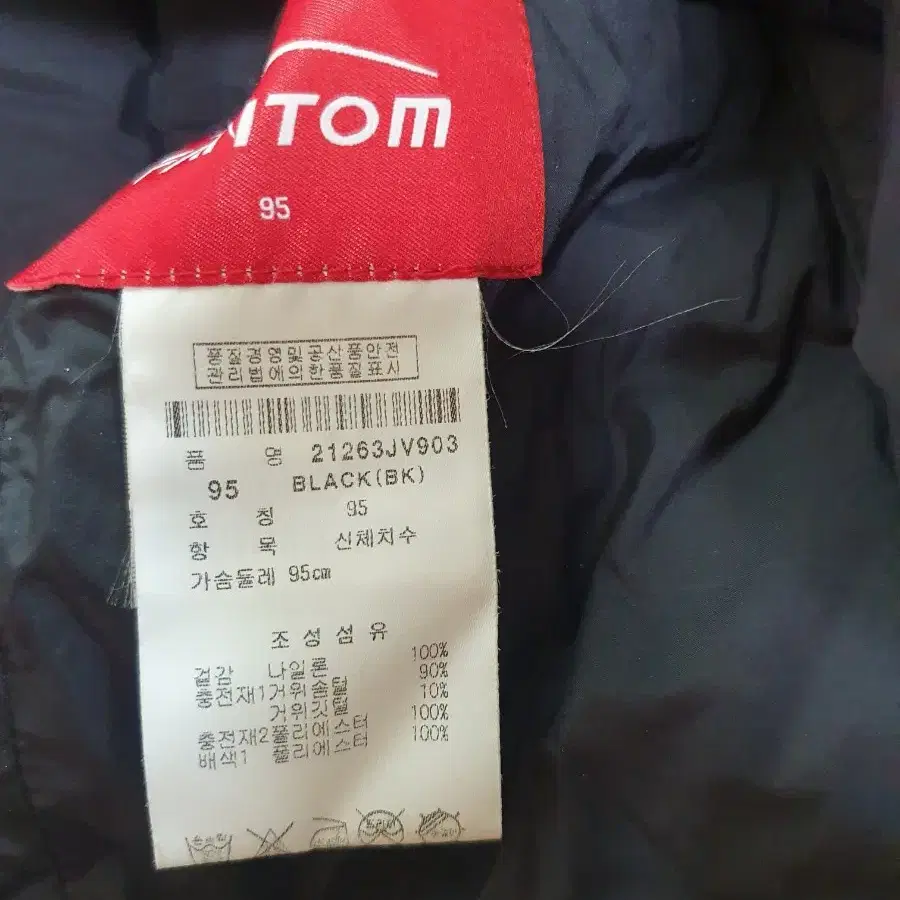 95
품질경영및공산품안전
관리법에의한품질표시
품 명 21263JV903
95 BLACK(BK)
호 칭 95
항 목 신체치수
가슴둘레 95cm
조성섬유
겉감 나일론 100%
충전재1거위솜털 90%
거위깃털 10%
충전재2폴리에스터 100%
배색1 폴리에스터 100%
드라이